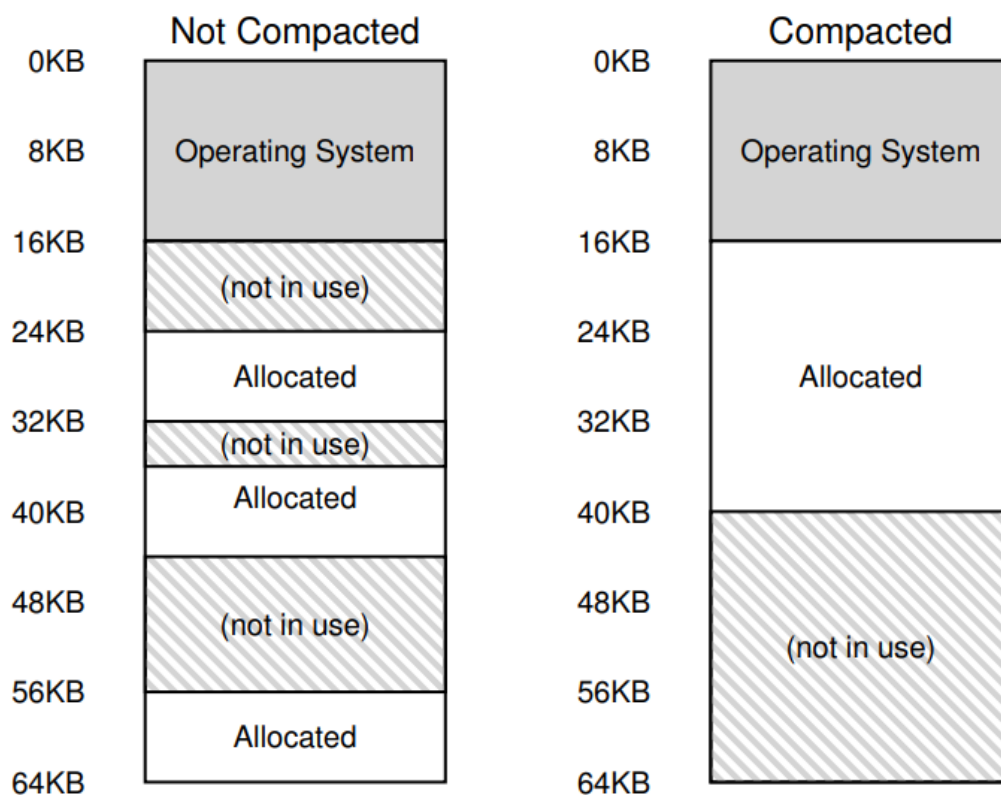 Not Compacted
0KB
Operating System
8KB
16KB
(not in use)
24KB
Allocated
32KB
(not in use)
Allocated
40KB
48KB
(not in use)
56KB
Allocated
64KB
Compacted
0KB
8KB
Operating System
16KB
24KB
Allocated
32KB
40KB
48KB
(not in use)
56KB
64KB